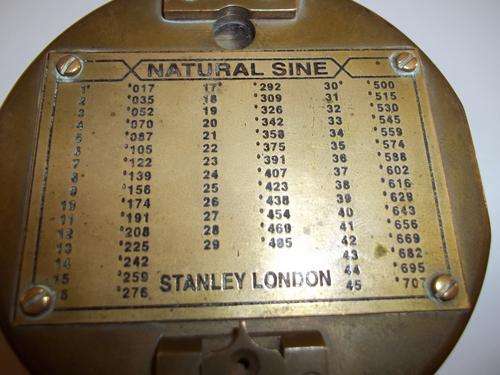 NATURAL SINE
1° '017 17° '292 30° '500
2 '035 18 '309 31 '515
3 '052 19 '326 32 '530
4 '070 20 '342 33 '545
5 '087 21 '358 34 '559
6 '105 22 '375 35 '574
7 '122 23 '391 36 '588
8 '139 24 '407 37 '602
9 '156 25 '423 38 '616
10 '174 26 '438 39 '629
11 '191 27 '454 40 '643
12 '208 28 '469 41 '656
13 '225 29 '485 42 '669
14 '242 43 '682
15 '259 44 '695
6 '276 45 '707
STANLEY LONDON